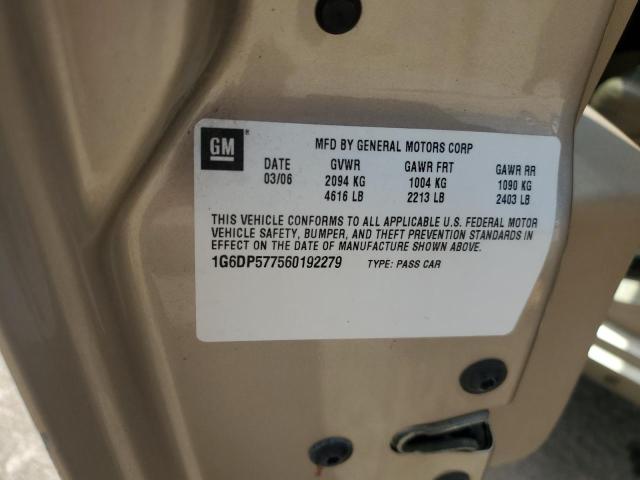 GM ®
MFD BY GENERAL MOTORS CORP
DATE GVWR GAWR FRT GAWR RR
03/06 2094 KG 1004 KG 1090 KG
4616 LB 2213 LB 2403 LB
THIS VEHICLE CONFORMS TO ALL APPLICABLE U.S. FEDERAL MOTOR
VEHICLE SAFETY, BUMPER, AND THEFT PREVENTION STANDARDS IN
EFFECT ON THE DATE OF MANUFACTURE SHOWN ABOVE.
1G6DP577560192279 TYPE: PASS CAR